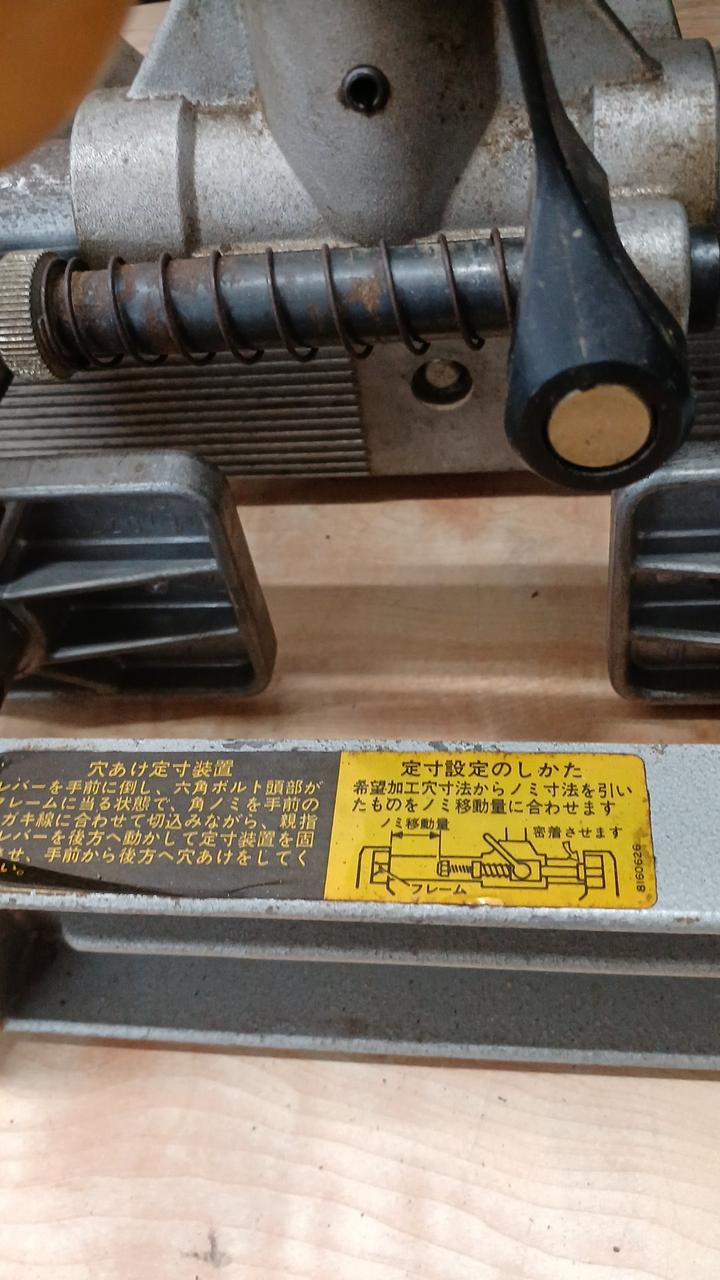 穴あけ定寸装置
レバーを手前に倒し、六角ボルト頭部が
フレームに当る状態で、角ノミを手前の
ガキ線に合わせて切込みながら、親指
レバーを後方へ動かして定寸装置を固
させ、手前から後方へ穴あけをしてく
い。
定寸設定のしかた
希望加工穴寸法からノミ寸法を引い
たものをノミ移動量に合わせます
ノミ移動量
密着させます
フレーム
8160626